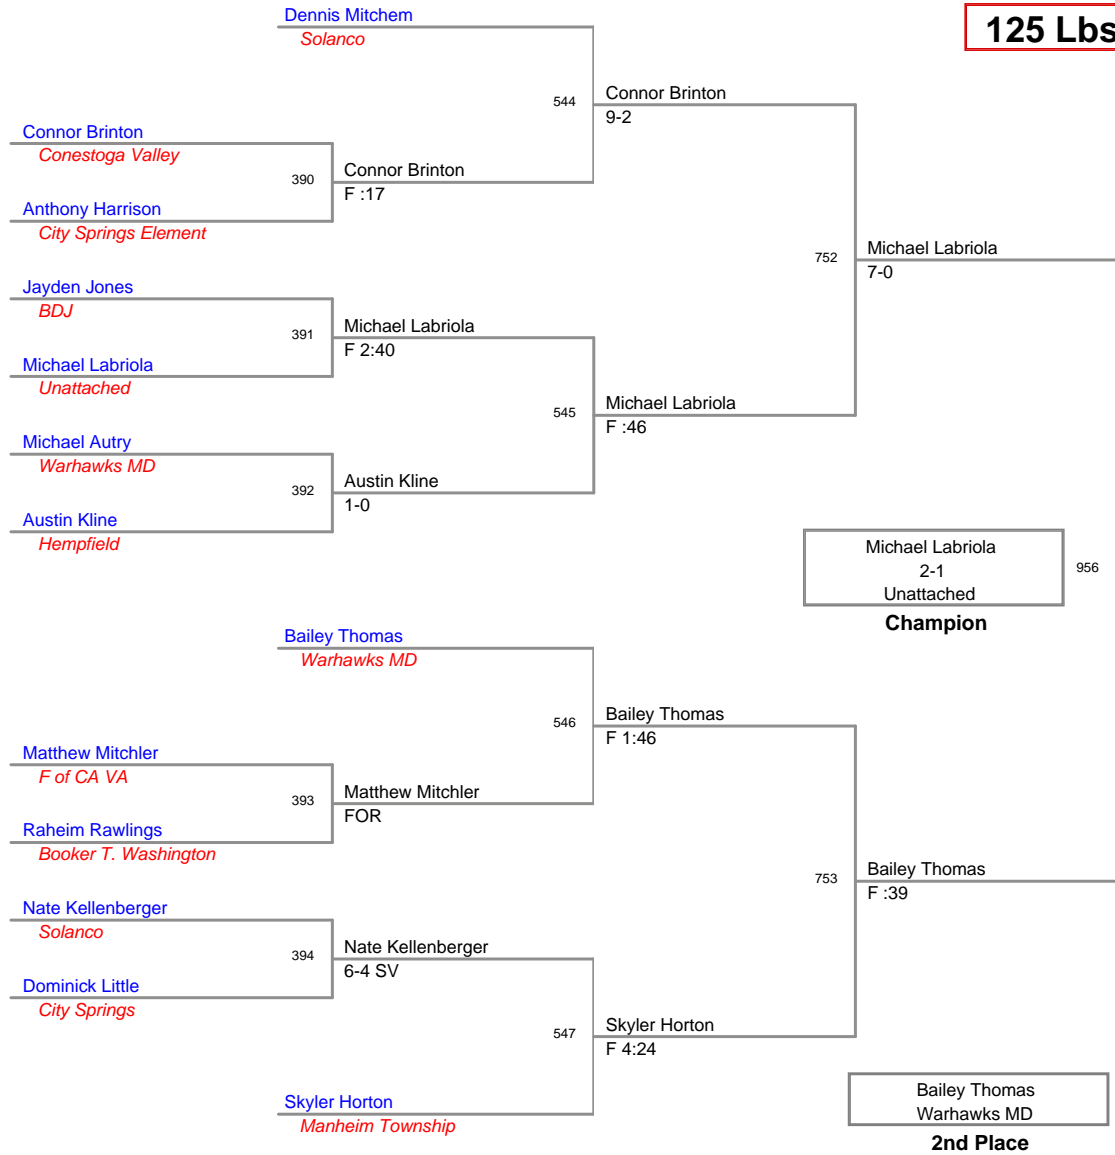 Dennis Mitchem
Solanco
125 Lbs
544
Connor Brinton
9-2
Connor Brinton
Conestoga Valley
390
Connor Brinton
F :17
Anthony Harrison
City Springs Element
752
Michael Labriola
7-0
Jayden Jones
BDJ
391
Michael Labriola
F 2:40
Michael Labriola
Unattached
545
Michael Labriola
F :46
Michael Autry
Warhawks MD
392
Austin Kline
1-0
Austin Kline
Hempfield
Michael Labriola
2-1
Unattached
956
Champion
Bailey Thomas
Warhawks MD
546
Bailey Thomas
F 1:46
Matthew Mitchler
F of CA VA
393
Matthew Mitchler
FOR
Raheim Rawlings
Booker T. Washington
753
Bailey Thomas
F :39
Nate Kellenberger
Solanco
394
Nate Kellenberger
6-4 SV
Dominick Little
City Springs
547
Skyler Horton
F 4:24
Skyler Horton
Manheim Township
Bailey Thomas
Warhawks MD
2nd Place